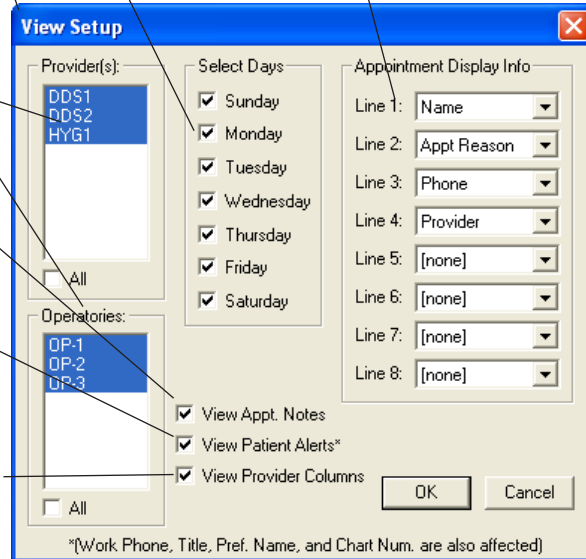 View Setup
Provider(s):
DDS1
DDS2
HYG1
All
Operatories:
OP-1
OP-2
OP-3
All
Select Days
Sunday
Monday
Tuesday
Wednesday
Thursday
Friday
Saturday
Appointment Display Info
Line 1: Name
Line 2: Appt Reason
Line 3: Phone
Line 4: Provider
Line 5: [none]
Line 6: [none]
Line 7: [none]
Line 8: [none]
View Appt. Notes
View Patient Alerts*
View Provider Columns
OK Cancel
*(Work Phone, Title, Pref. Name, and Chart Num. are also affected)